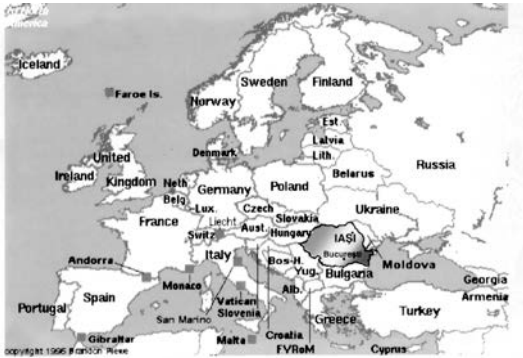 America
Iceland
Faroe Is.
Sweden
Finland
Norway
Est.
Latvia
Lith.
Denmark
Russia
United
Kingdom
Ireland
Neth.
Belg.
Germany
Poland
Belarus
Lux.
Czech
Ukraine
Liecht.
Slovakia
France
Switz
Aust.
Hungary
IAŞI
Bucureşti
Italy
Bos-H.
Moldova
Andorra
Yug.
Bulgaria
Georgia
Monaco
Alb.
Armenia
Portugal
Spain
Vatican
San Marino
Slovenia
Greece
Turkey
Gibraltar
Malta
Croatia
FYRoM
Cyprus
copyright 1996